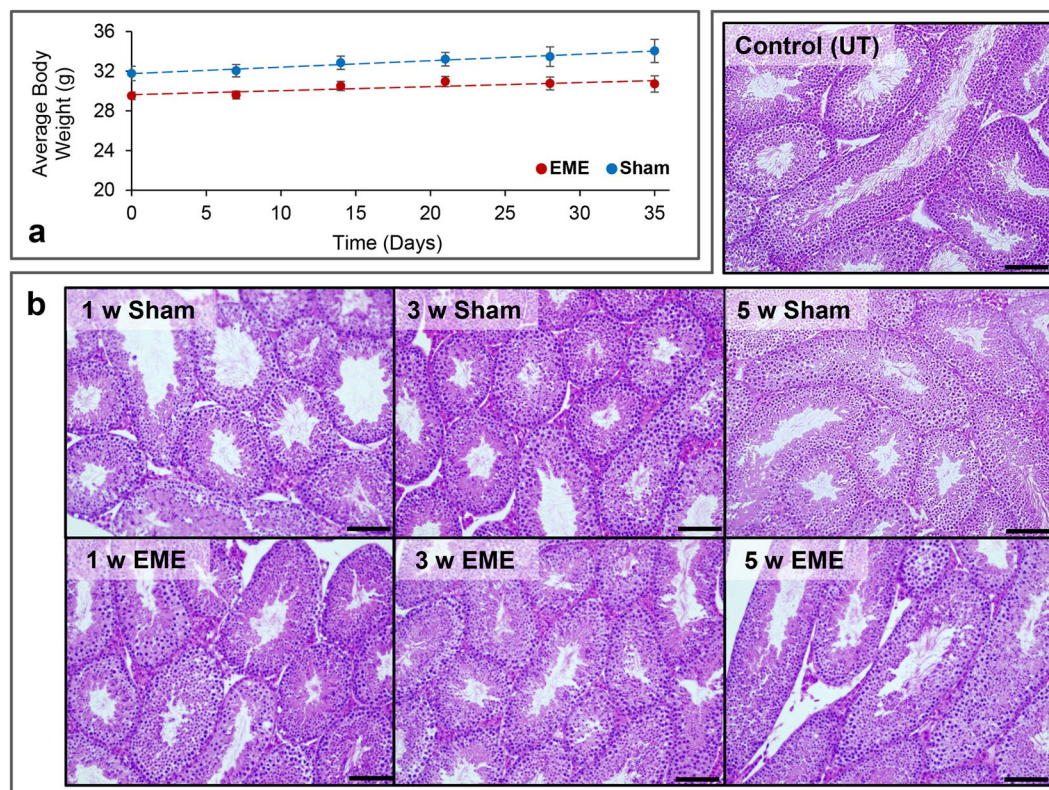 36
32
28
24
20
Average Body
Weight (g)
EME Sham
0 5 10 15 20 25 30 35
Time (Days)
a
Control (UT)
b
1 w Sham
3 w Sham
5 w Sham
1 w EME
3 w EME
5 w EME